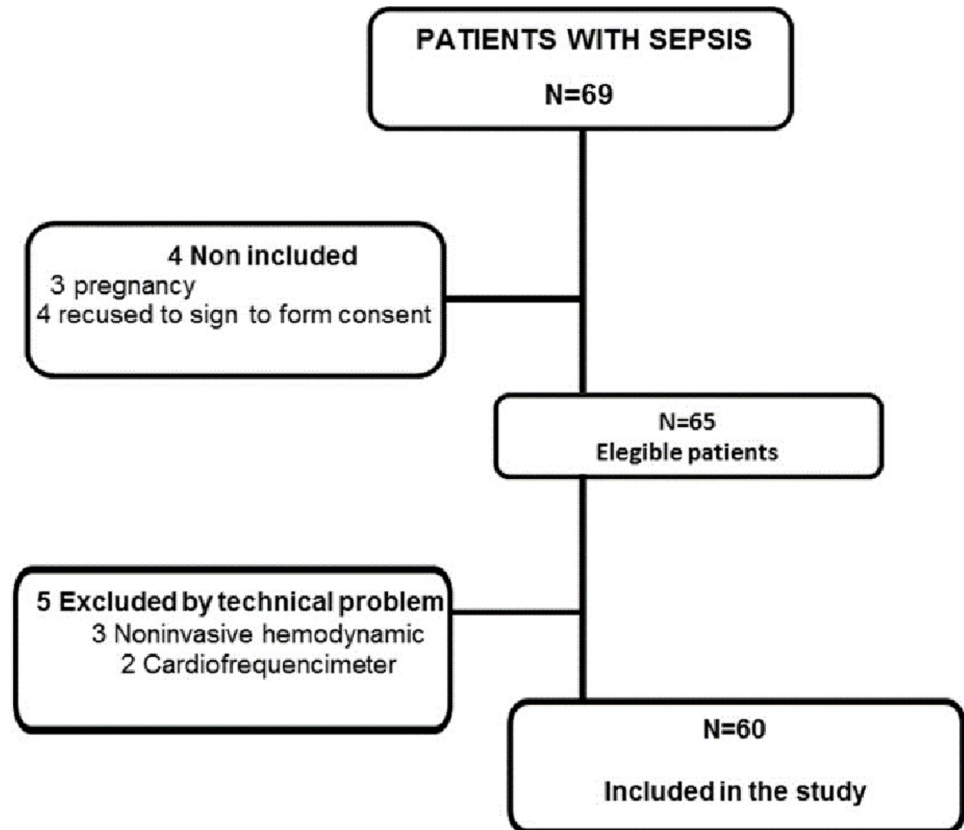 PATIENTS WITH SEPSIS
N=69
4 Non included
3 pregnancy
4 recused to sign to form consent
N=65
Elegible patients
5 Excluded by technical problem
3 Noninvasive hemodynamic
2 Cardiofrequencimeter
N=60
Included in the study